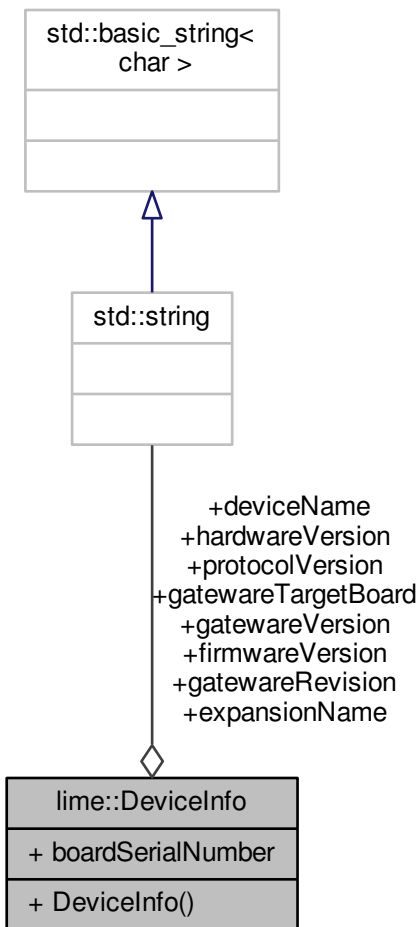 std::basic_string<
char >
std::string
+deviceName
+hardwareVersion
+protocolVersion
+gatewareTargetBoard
+gatewareVersion
+firmwareVersion
+gatewareRevision
+expansionName
lime::DeviceInfo
+ boardSerialNumber
+ DeviceInfo()